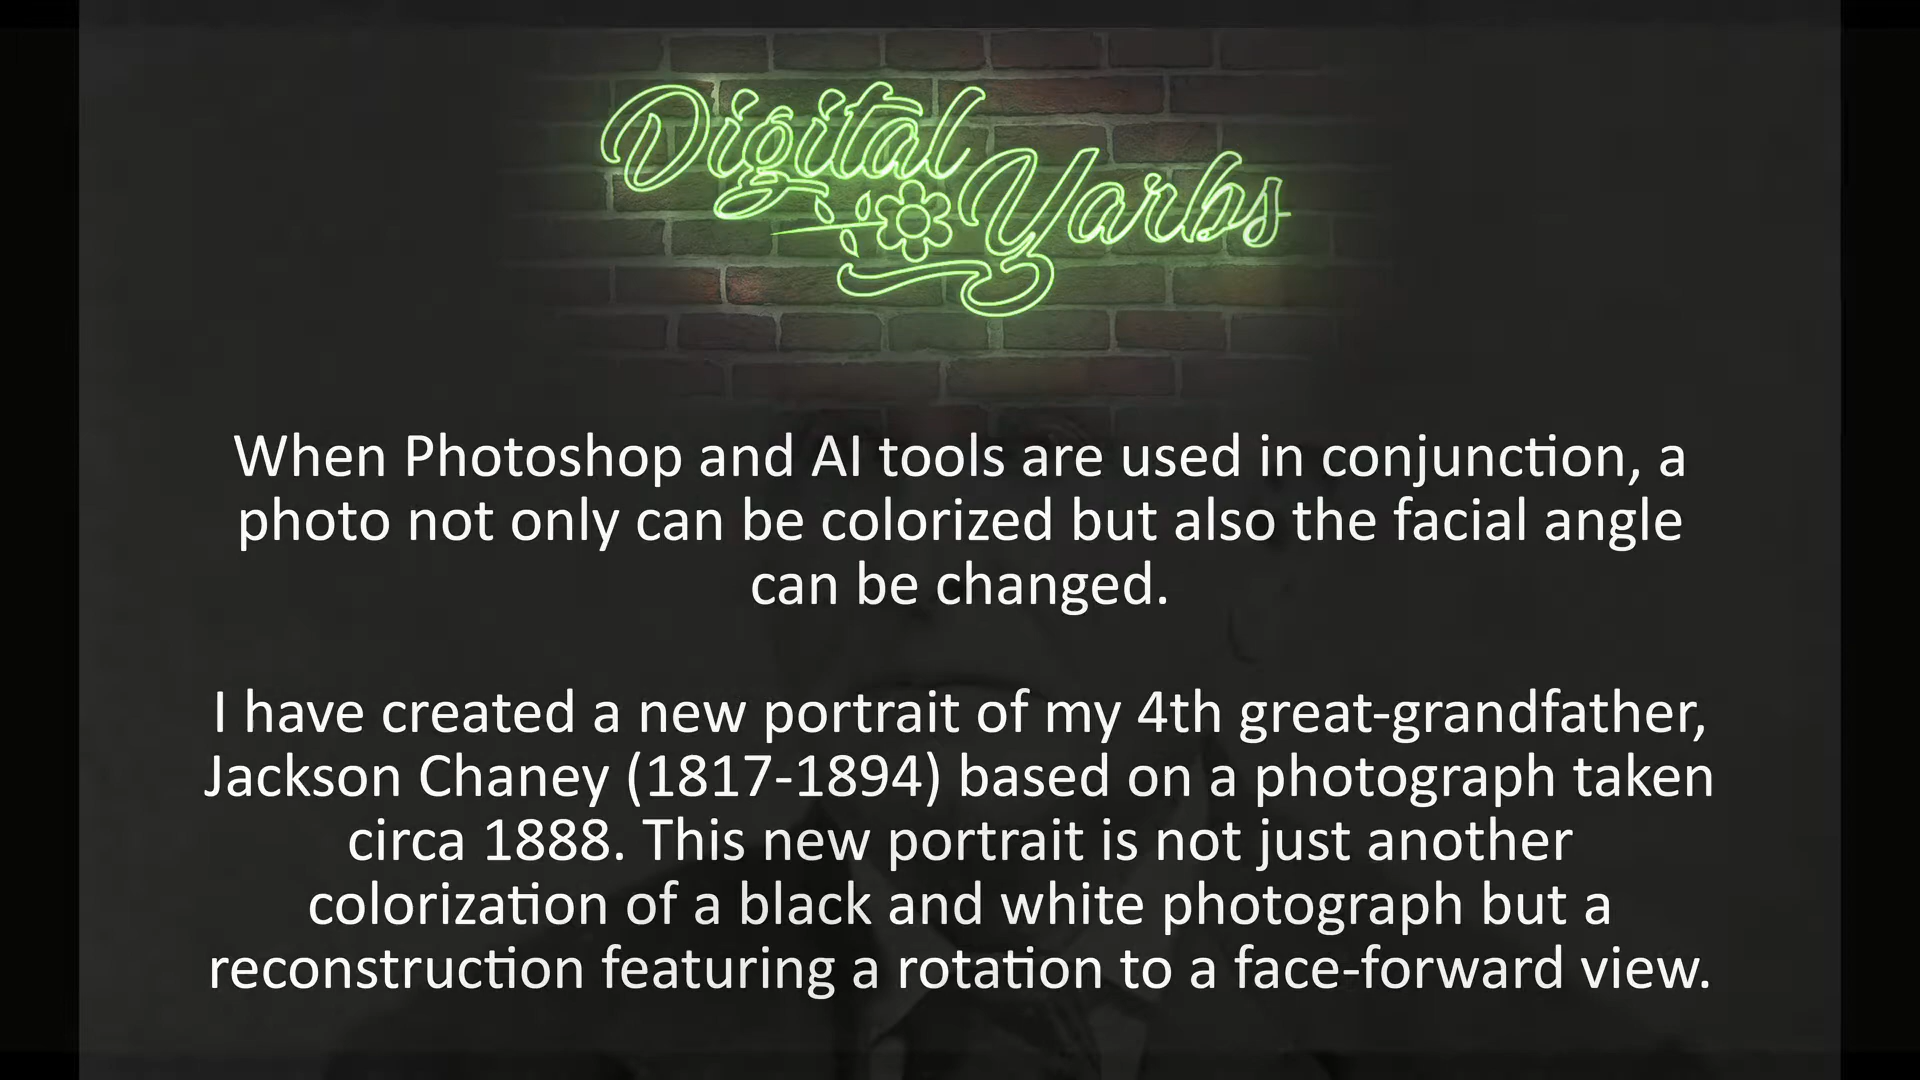 Digital
Yarbs
When Photoshop and AI tools are used in conjunction, a
photo not only can be colorized but also the facial angle
can be changed.
I have created a new portrait of my 4th great-grandfather,
Jackson Chaney (1817-1894) based on a photograph taken
circa 1888. This new portrait is not just another
colorization of a black and white photograph but a
reconstruction featuring a rotation to a face-forward view.